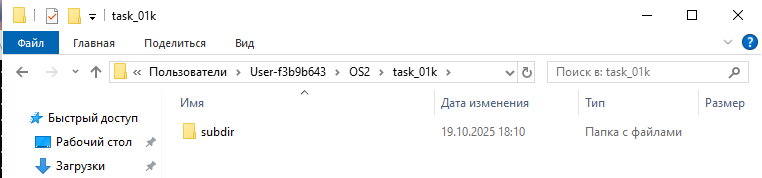 task_01k
Файл Главная Поделиться Вид
« Пользователи > User-f3b9b643 > OS2 > task_01k > Поиск в: task_01k
Имя Дата изменения Тип Размер
Быстрый доступ
subdir 19.10.2025 18:10 Папка с файлами
Рабочий стол
Загрузки